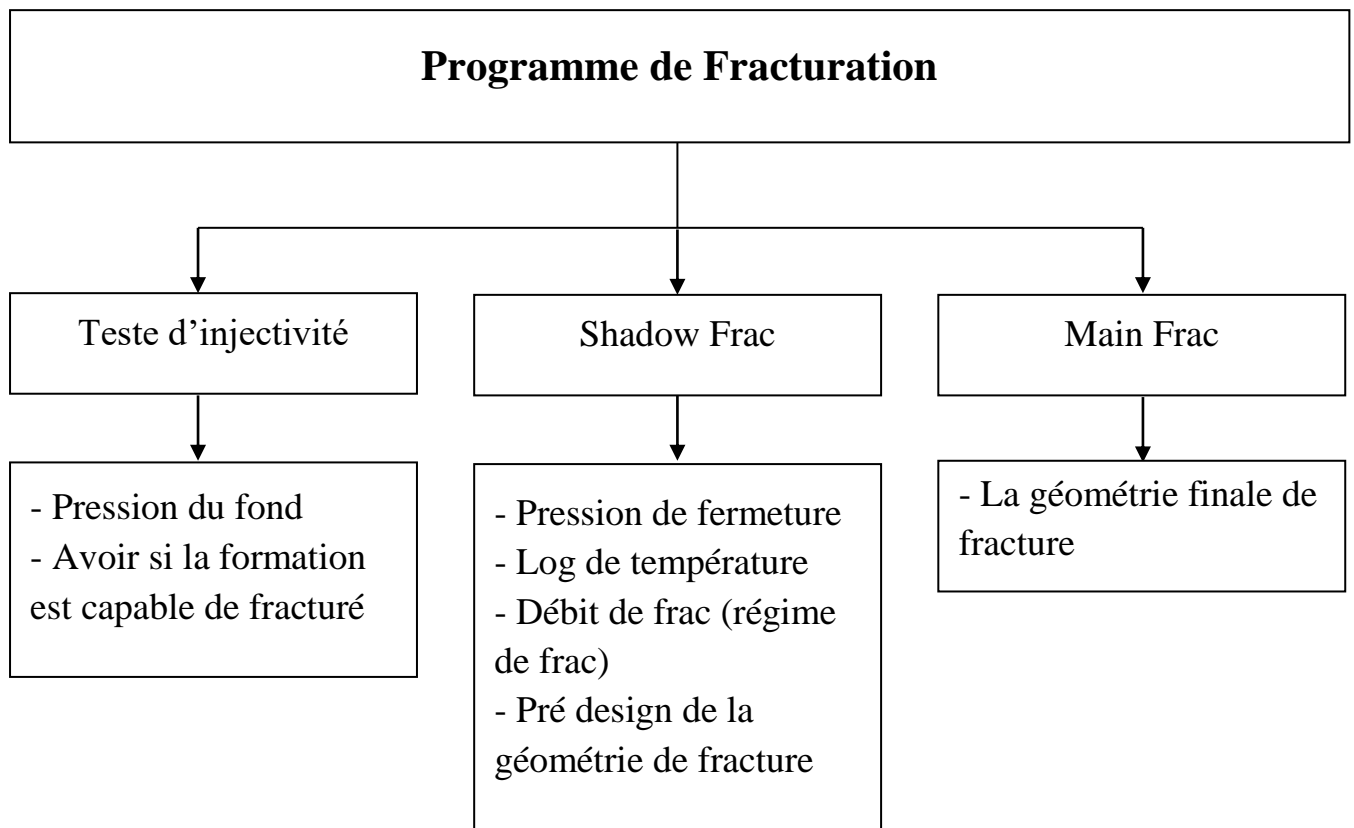 Programme de Fracturation
Teste d’injectivité
Shadow Frac
Main Frac
- Pression du fond
- Avoir si la formation
est capable de fracturé
- Pression de fermeture
- Log de température
- Débit de frac (régime
de frac)
- Pré design de la
géométrie de fracture
- La géométrie finale de
fracture